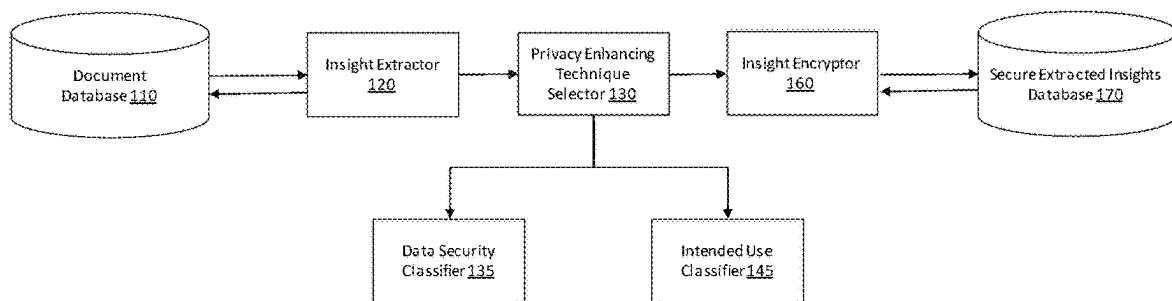 Document
Database 110
Insight Extractor
120
Privacy Enhancing
Technique
Selector 130
Insight Encryptor
160
Secure Extracted Insights
Database 170
Data Security
Classifier 135
Intended Use
Classifier 145